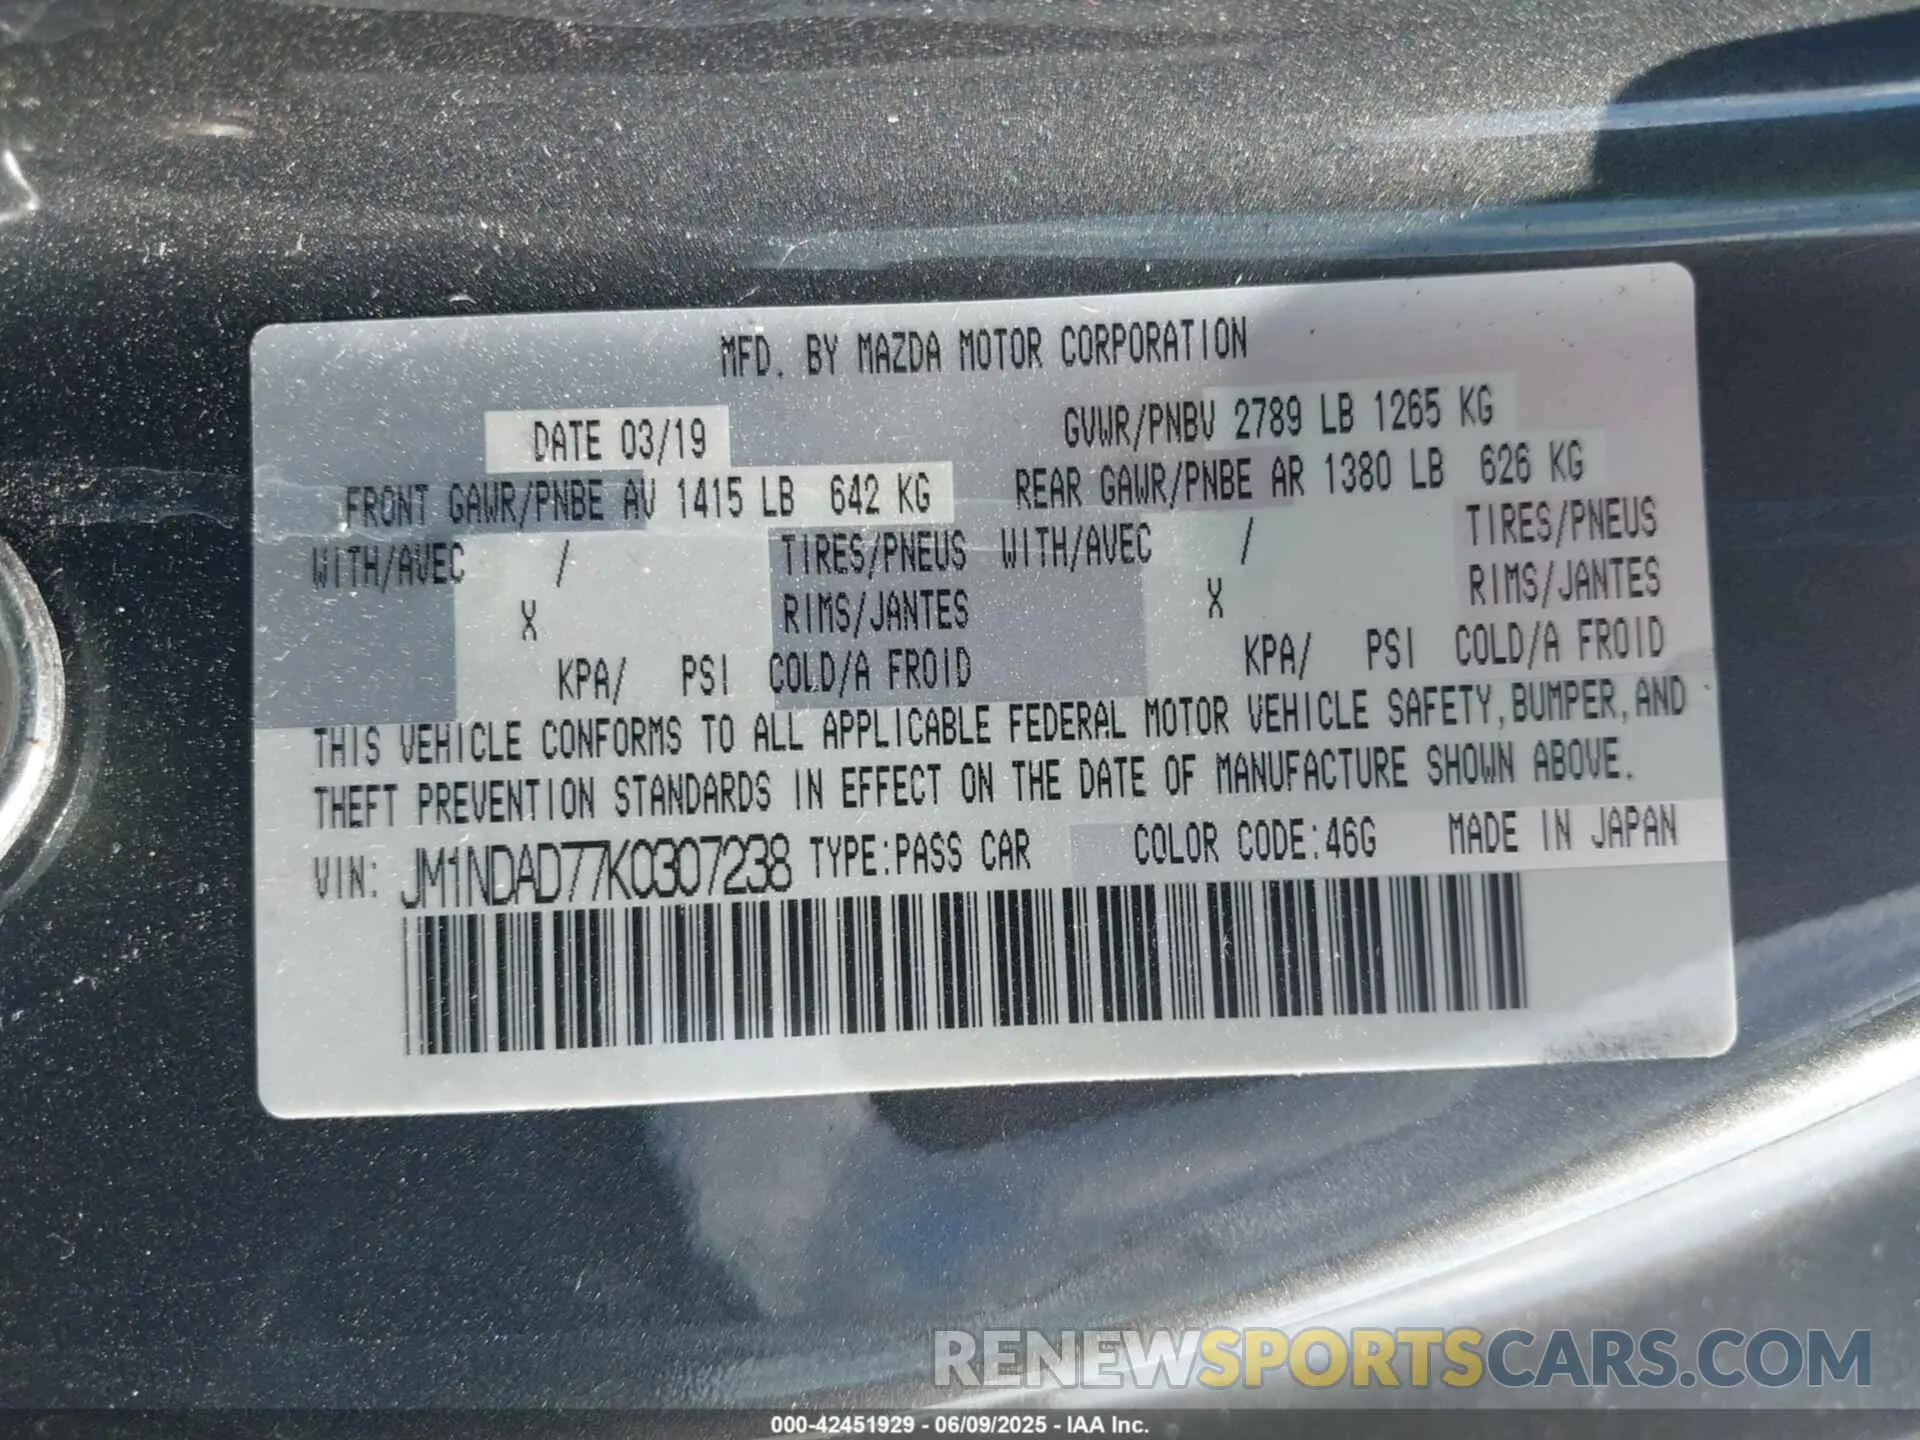 MFD. BY MAZDA MOTOR CORPORATION
DATE 03/19 GVWR/PNBV 2789 LB 1265 KG
FRONT GAWR/PNBE AV 1415 LB 642 KG REAR GAWR/PNBE AR 1380 LB 626 KG
WITH/AVEC / TIRES/PNEUS WITH/AVEC / TIRES/PNEUS
X RIMS/JANTES X RIMS/JANTES
KPA/ PSI COLD/A FROID KPA/ PSI COLD/A FROID
THIS VEHICLE CONFORMS TO ALL APPLICABLE FEDERAL MOTOR VEHICLE SAFETY, BUMPER, AND
THEFT PREVENTION STANDARDS IN EFFECT ON THE DATE OF MANUFACTURE SHOWN ABOVE.
VIN: JM1NDAD77K0307238 TYPE:PASS CAR COLOR CODE:46G MADE IN JAPAN
RENEWSPORTSCARS.COM
000-42451929 - 06/09/2025 - IAA Inc.